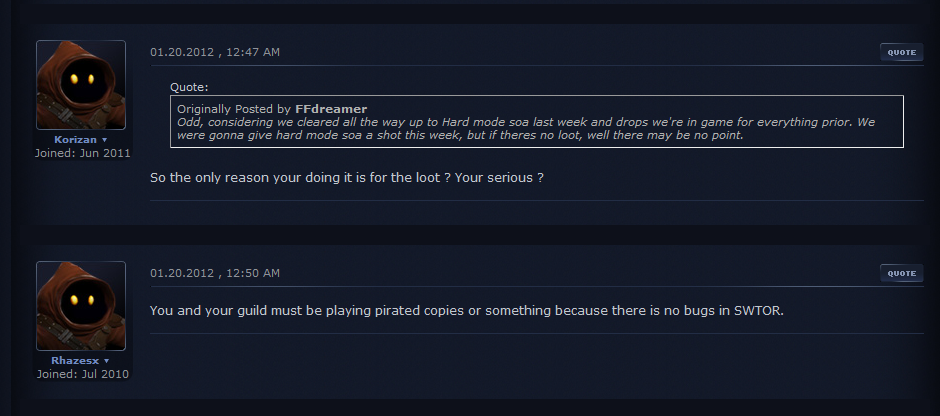 01.20.2012 , 12:47 AM
QUOTE
Quote:
Originally Posted by FFdreamer
Odd, considering we cleared all the way up to Hard mode soa last week and drops we're in game for everything prior. We
were gonna give hard mode soa a shot this week, but if theres no loot, well there may be no point.
Korizan
Joined: Jun 2011
So the only reason your doing it is for the loot ? Your serious ?
01.20.2012 , 12:50 AM
QUOTE
You and your guild must be playing pirated copies or something because there is no bugs in SWTOR.
Rhazesx
Joined: Jul 2010